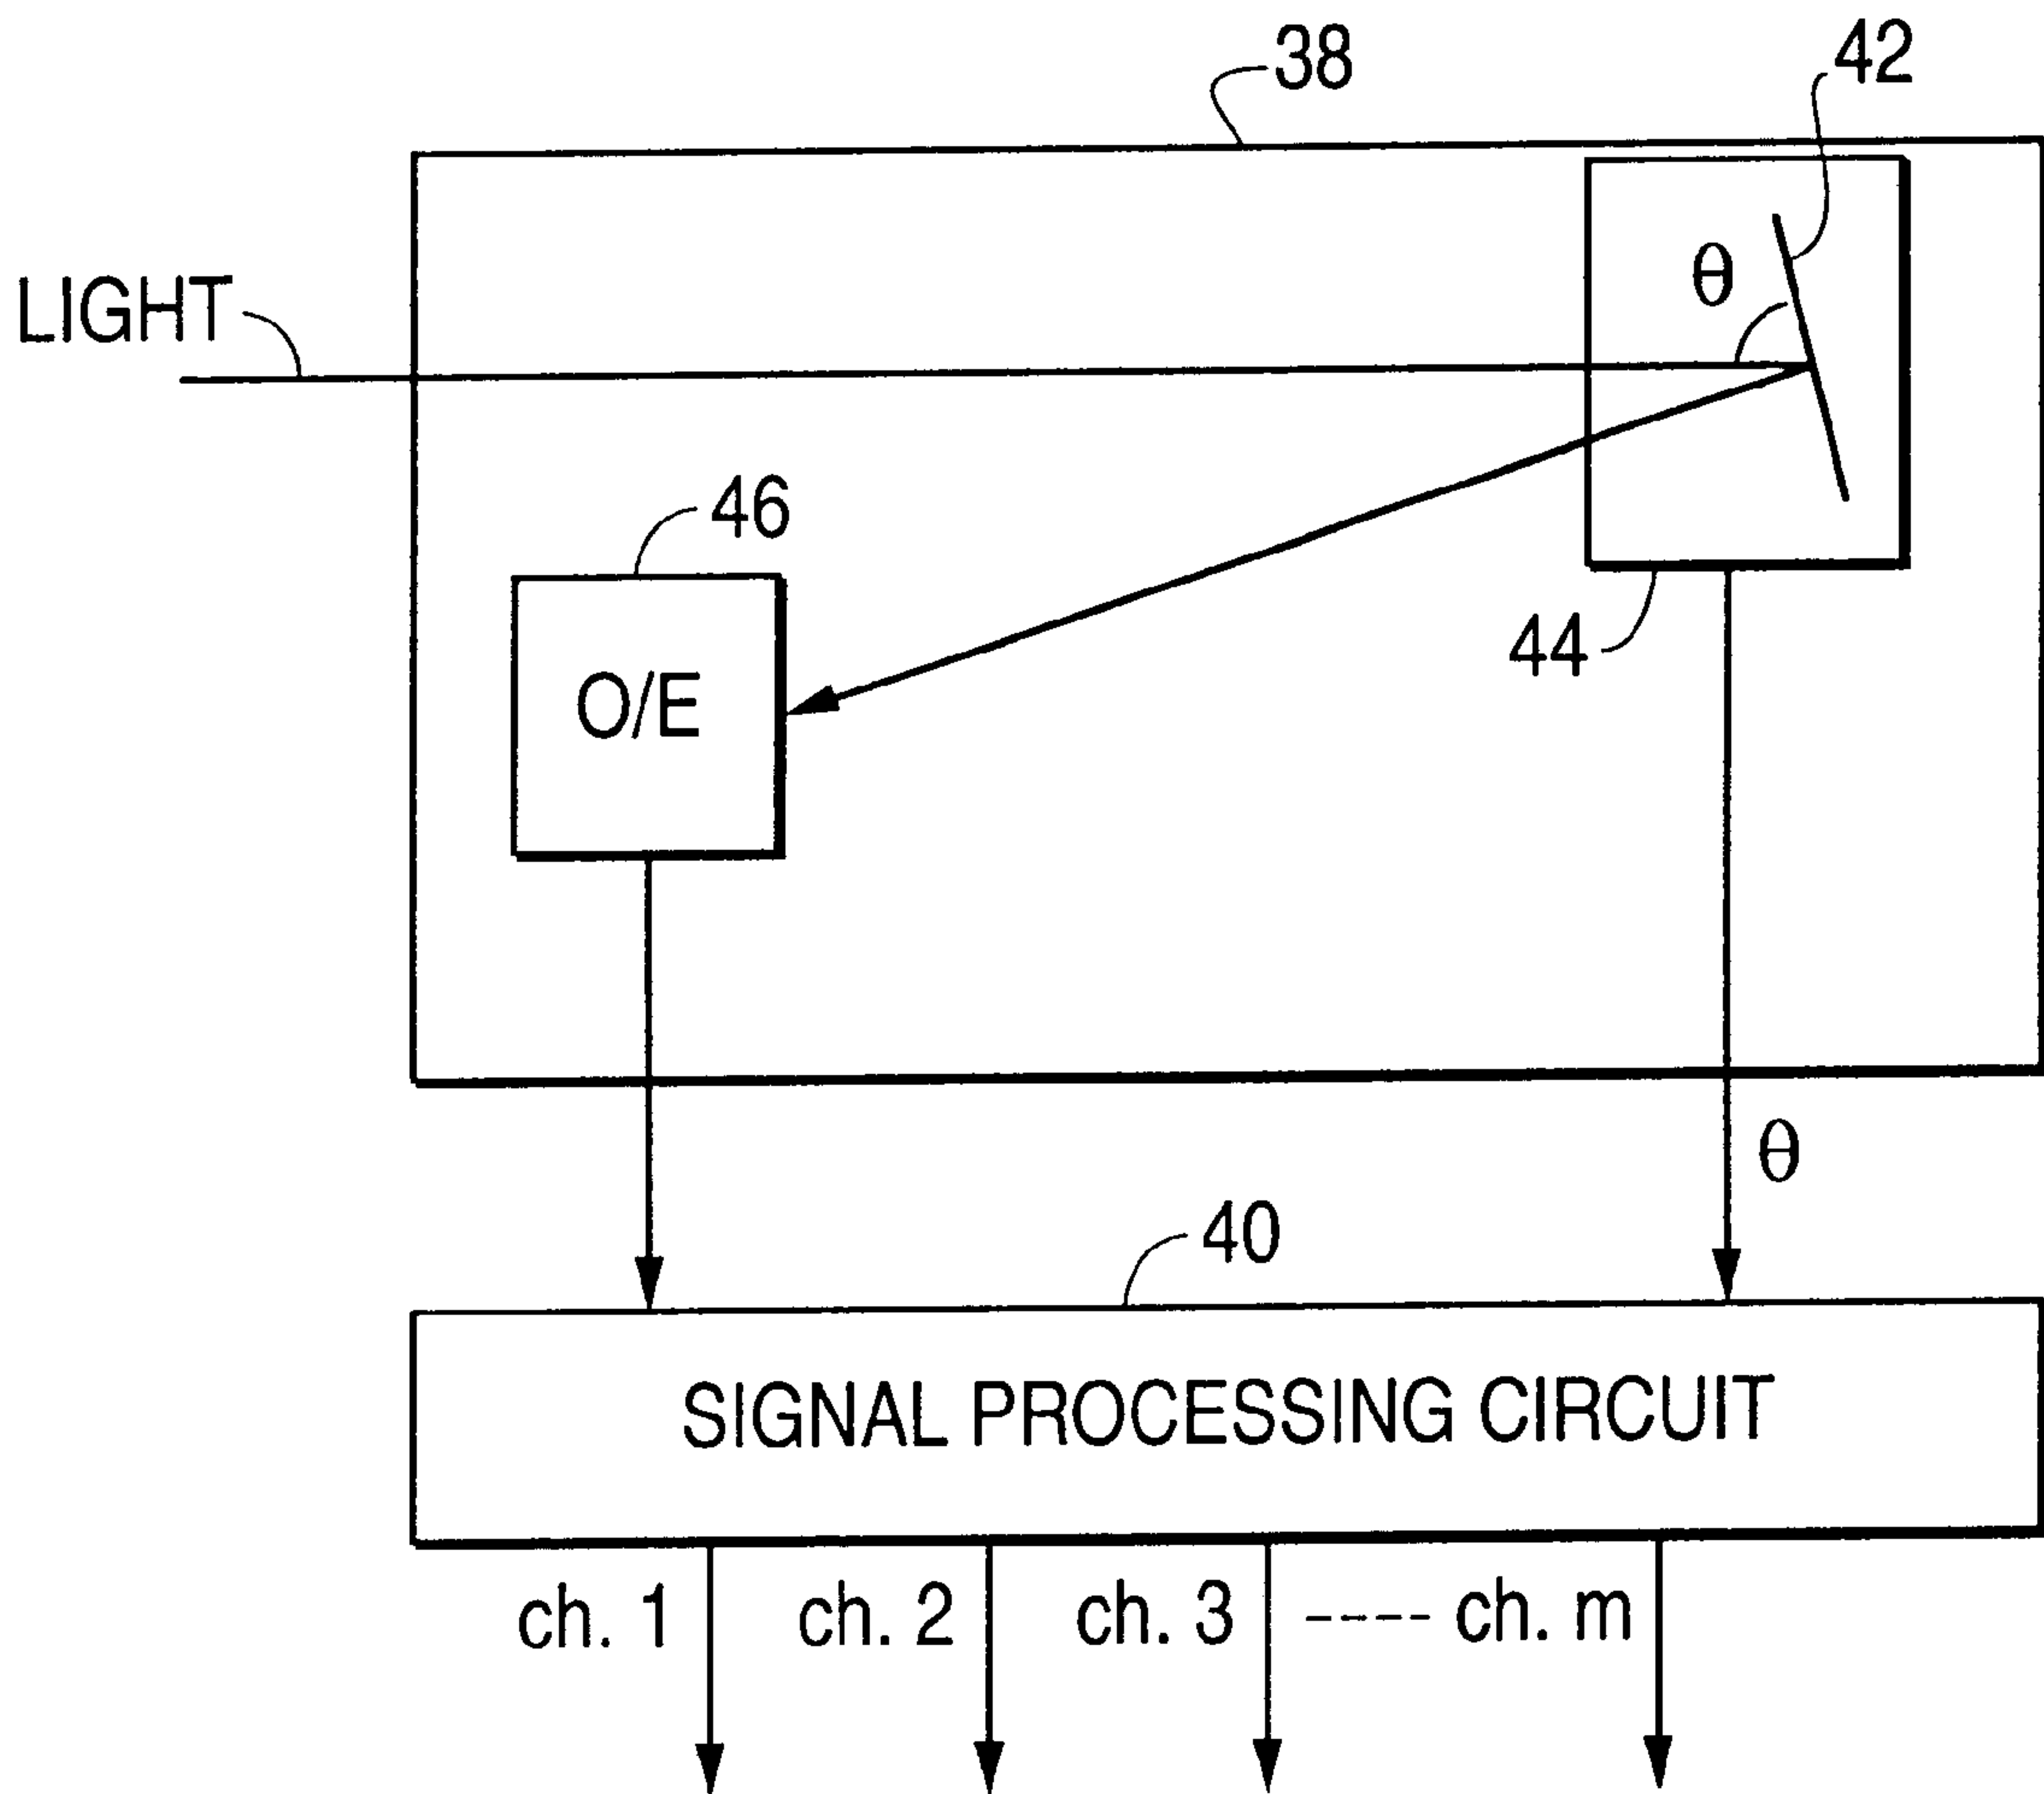 38
42
θ
LIGHT
46
44
O/E
θ
40
SIGNAL PROCESSING CIRCUIT
ch. 1 ch. 2 ch. 3 ---- ch. m